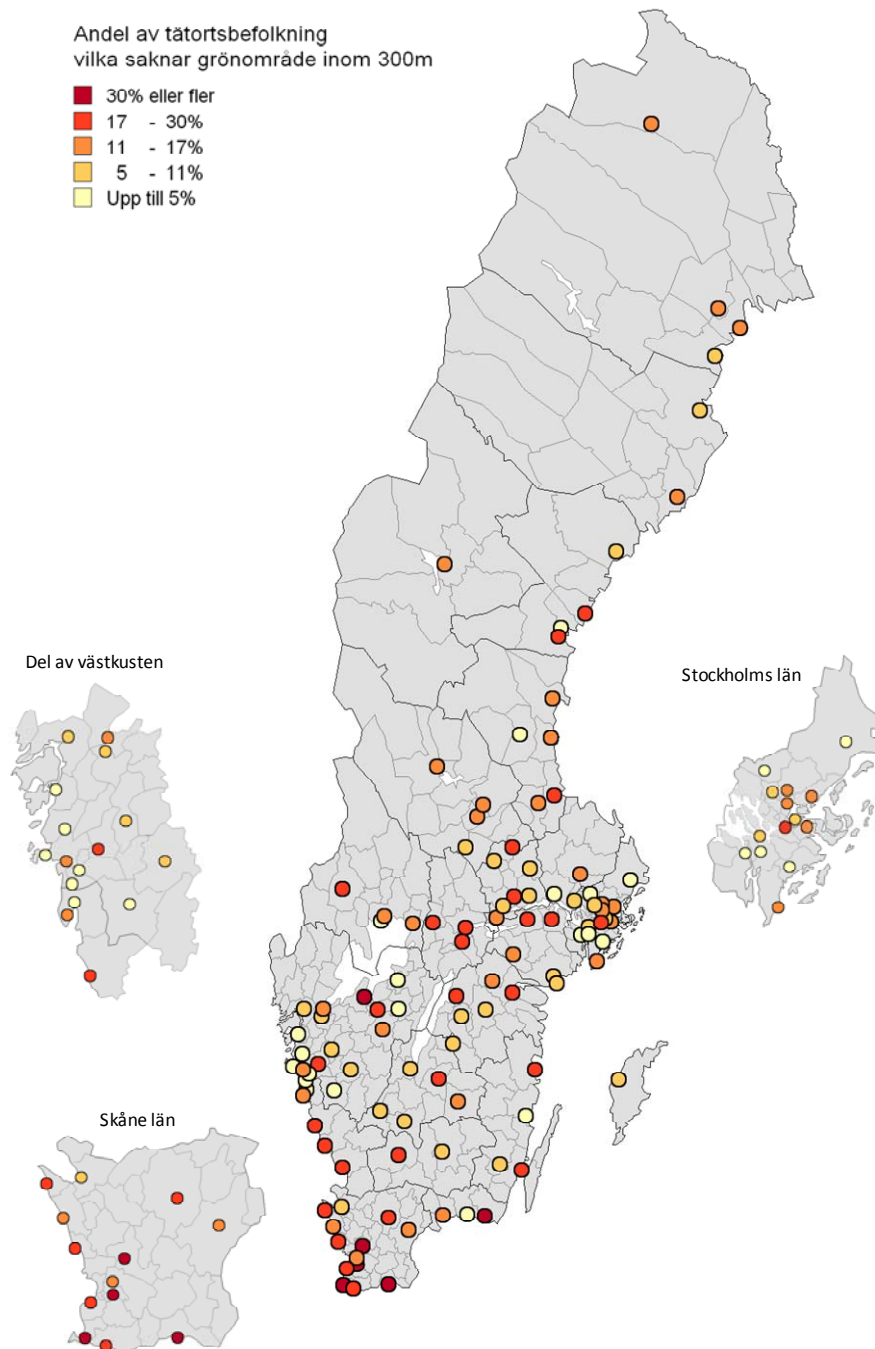 Andel av tätortsbefolkning
vilka saknar grönområde inom 300m
30% eller fler
17 - 30%
11 - 17%
5 - 11%
Upp till 5%
Del av västkusten
Stockholms län
Skåne län